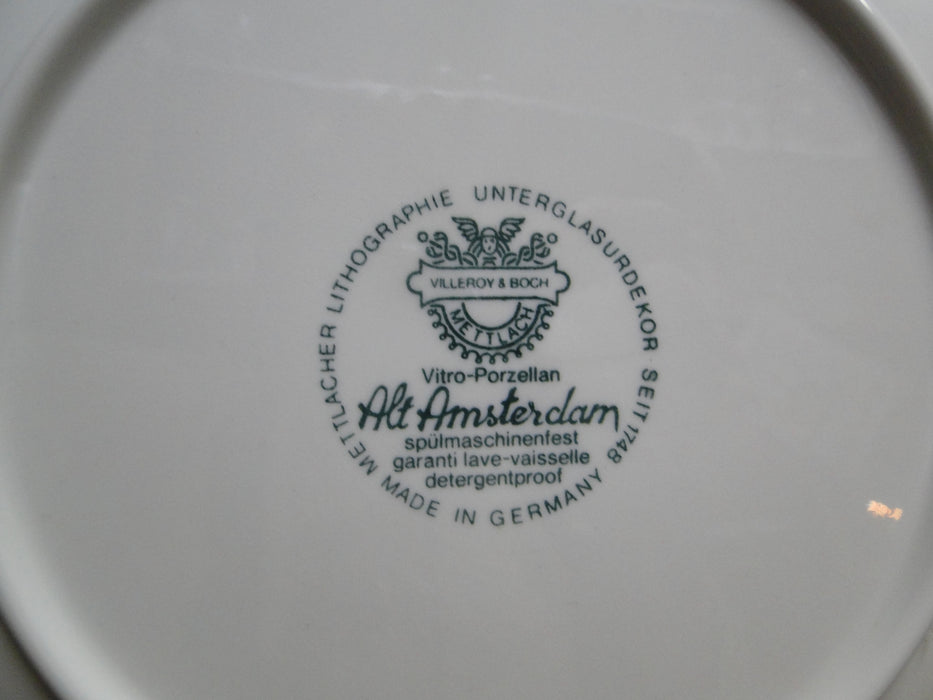 METTLACHER LITHOGRAPHIE UNTERGLASURDEKOR · SEIT 1748
VILLEROY & BOCH
METTLACH
Vitro-Porzellan
Alt Amsterdam
spülmaschinenfest
garanti lave-vaisselle
detergentproof
MADE IN GERMANY